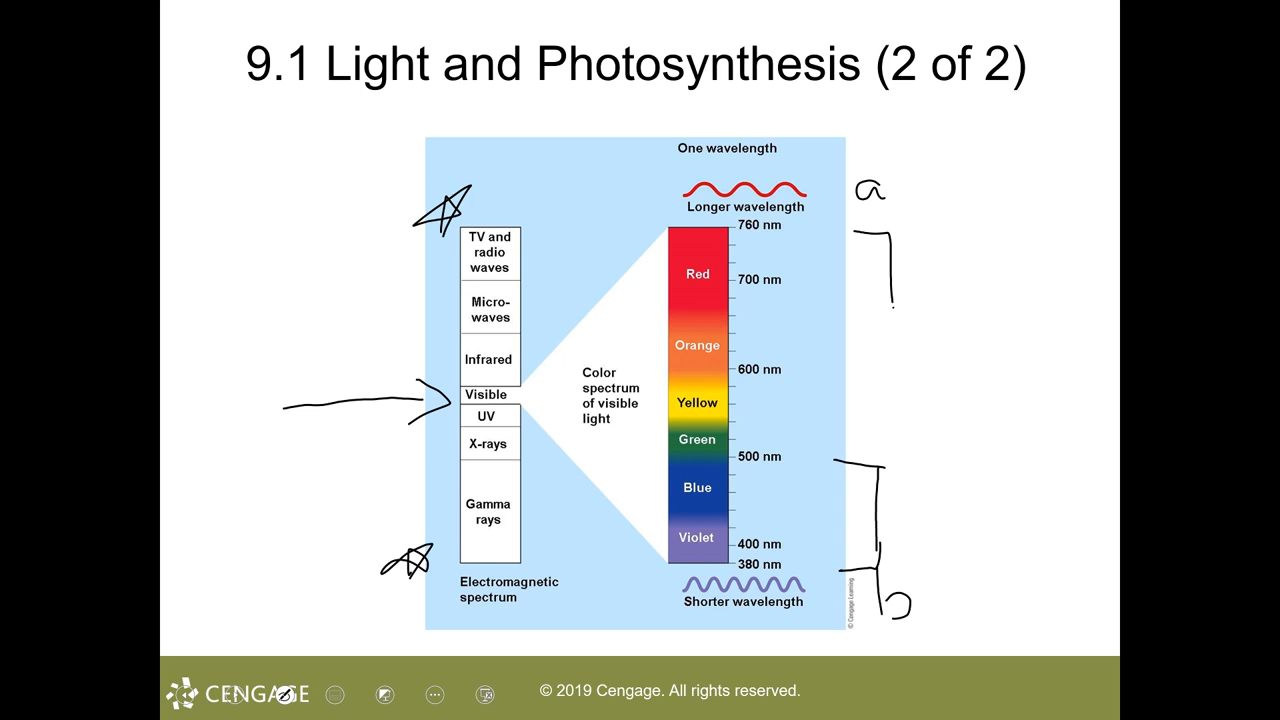 9.1 Light and Photosynthesis (2 of 2)
One wavelength
Longer wavelength
a
TV and
radio
waves
Micro-
waves
Infrared
Visible
UV
X-rays
Gamma
rays
Electromagnetic
spectrum
Color
spectrum
of visible
light
Red
Orange
Yellow
Green
Blue
Violet
760 nm
700 nm
600 nm
500 nm
400 nm
380 nm
Shorter wavelength
b
© Cengage Learning
CENGAGE
© 2019 Cengage. All rights reserved.